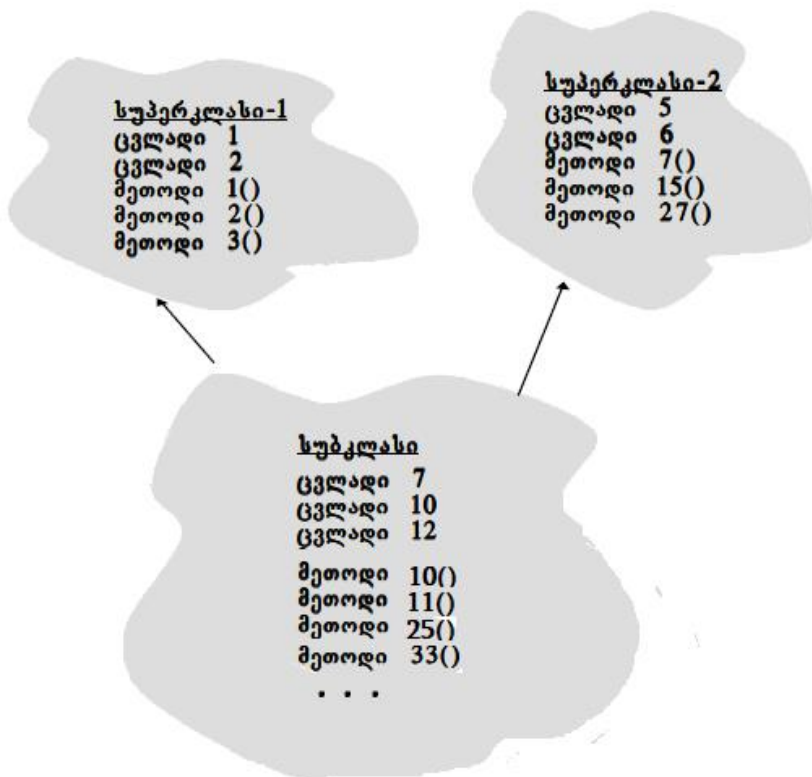 სუპერკლასი-1
ცვლადი 1
ცვლადი 2
მეთოდი 1()
მეთოდი 2()
მეთოდი 3()
სუპერკლასი-2
ცვლადი 5
ცვლადი 6
მეთოდი 7()
მეთოდი 15()
მეთოდი 27()
სუბკლასი
ცვლადი 7
ცვლადი 10
ცვლადი 12
მეთოდი 10()
მეთოდი 11()
მეთოდი 25()
მეთოდი 33()
. . .